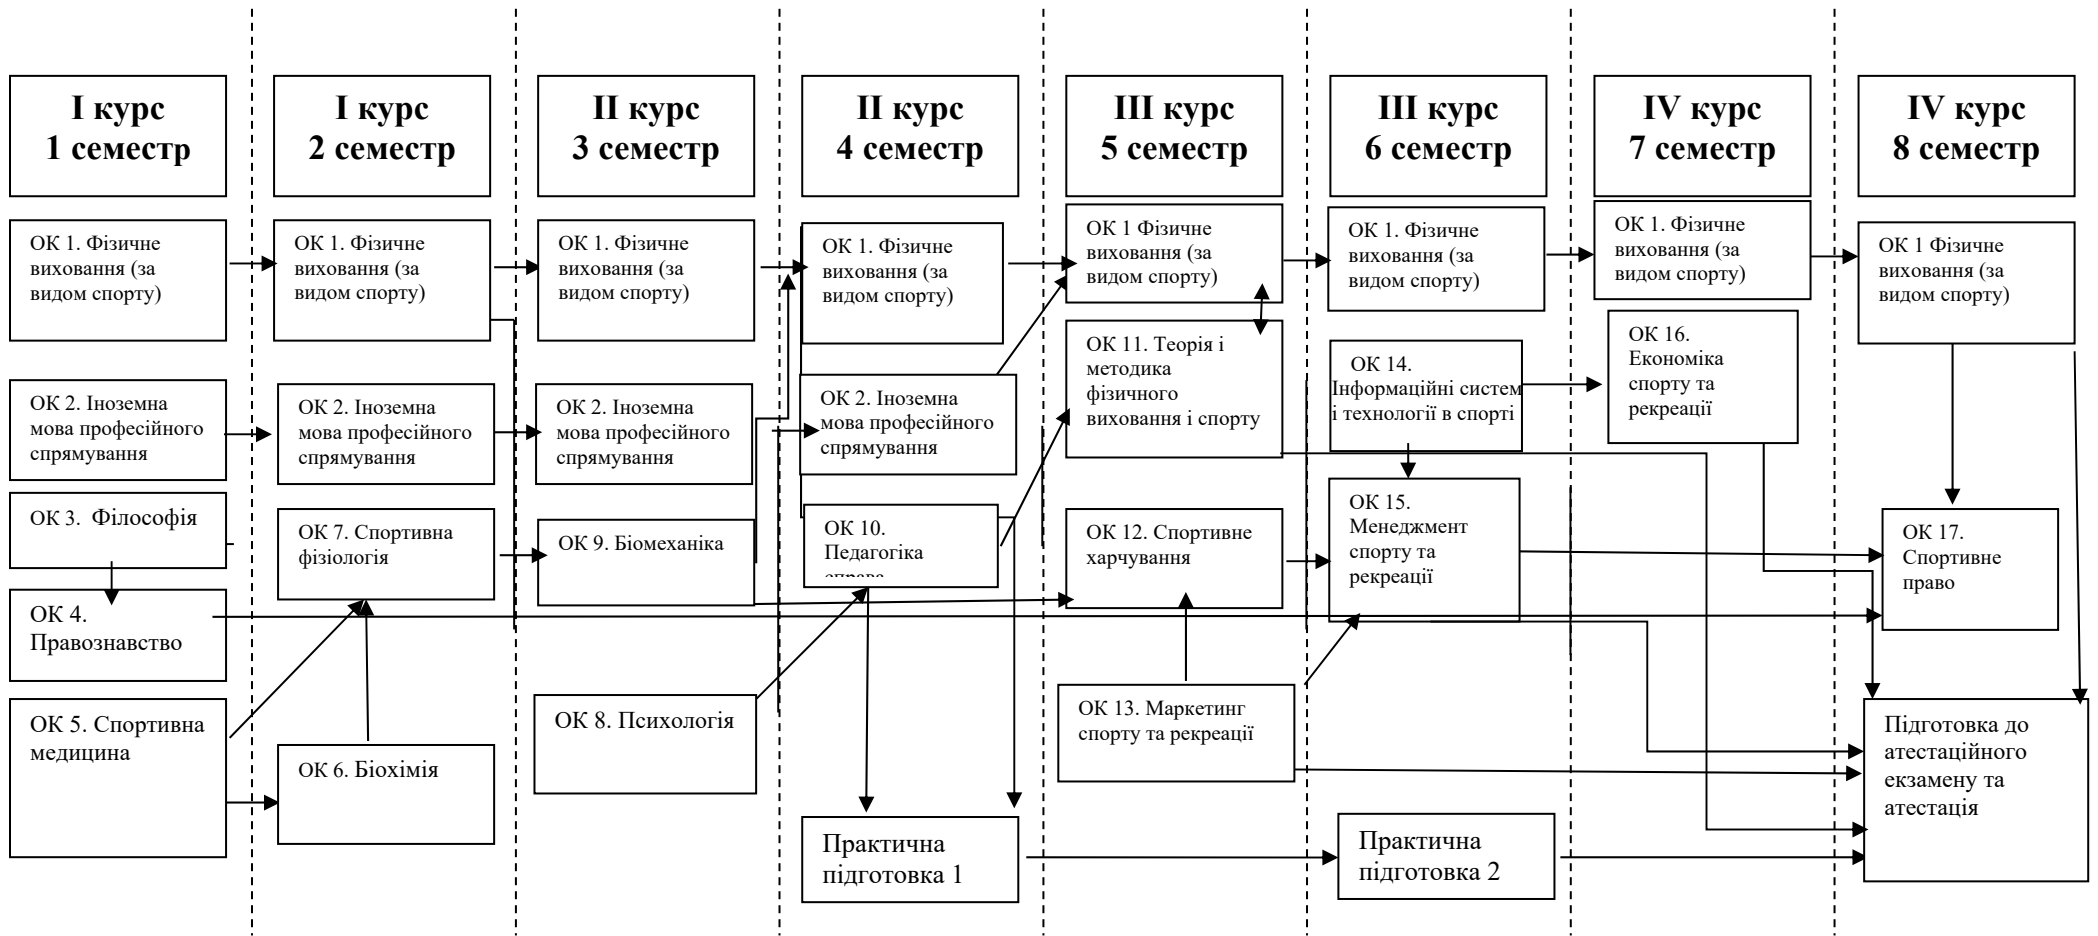 І курс
1 семестр
І курс
2 семестр
ІІ курс
3 семестр
ІІ курс
4 семестр
ІІІ курс
5 семестр
ІІІ курс
6 семестр
IV курс
7 семестр
IV курс
8 семестр
ОК 1. Фізичне
виховання (за
видом спорту)
ОК 2. Іноземна
мова професійного
спрямування
ОК 3. Філософія
ОК 4.
Правознавство
ОК 5. Спортивна
медицина
ОК 1. Фізичне
виховання (за
видом спорту)
ОК 2. Іноземна
мова професійного
спрямування
ОК 7. Спортивна
фізіологія
ОК 6. Біохімія
ОК 1. Фізичне
виховання (за
видом спорту)
ОК 2. Іноземна
мова професійного
спрямування
ОК 9. Біомеханіка
ОК 8. Психологія
ОК 1. Фізичне
виховання (за
видом спорту)
ОК 2. Іноземна
мова професійного
спрямування
ОК 10.
Педагогіка
Практична
підготовка 1
ОК 1 Фізичне
виховання (за
видом спорту)
ОК 11. Теорія і
методика
фізичного
виховання і спорту
ОК 12. Спортивне
харчування
ОК 13. Маркетинг
спорту та рекреації
ОК 1. Фізичне
виховання (за
видом спорту)
ОК 14.
Інформаційні систем
і технології в спорті
ОК 15.
Менеджмент
спорту та
рекреації
Практична
підготовка 2
ОК 1. Фізичне
виховання (за
видом спорту)
ОК 16.
Економіка
спорту та
рекреації
ОК 1 Фізичне
виховання (за
видом спорту)
ОК 17.
Спортивне
право
Підготовка до
атестаційного
екзамену та
атестація